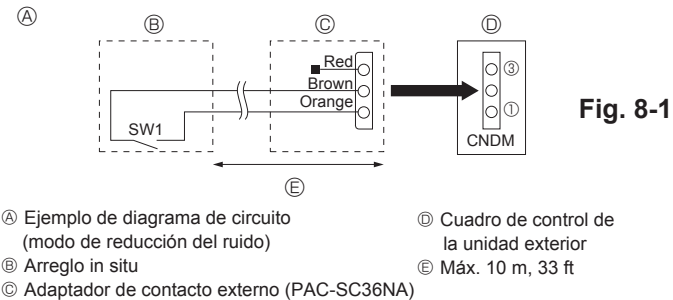 Ⓐ
Ⓑ
Ⓒ
Ⓓ
Red
Brown
Orange
SW1
③
①
CNDM
Fig. 8-1
Ⓔ
Ⓐ Ejemplo de diagrama de circuito
(modo de reducción del ruido)
Ⓑ Arreglo in situ
Ⓒ Adaptador de contacto externo (PAC-SC36NA)
Ⓓ Cuadro de control de
la unidad exterior
Ⓔ Máx. 10 m, 33 ft